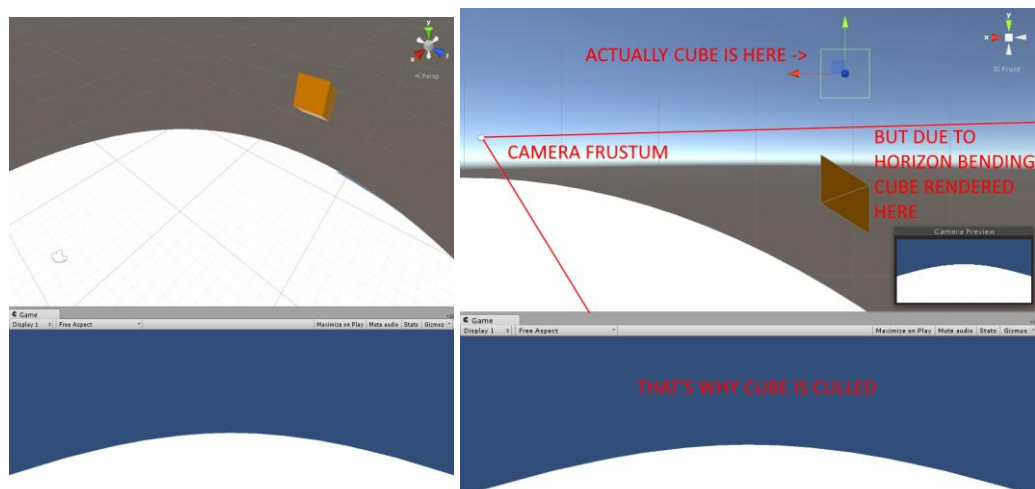 y
x
z
Persp
Game
Display 1
Free Aspect
Maximize on Play
Mute audio
Stats
Gizmos
ACTUALLY CUBE IS HERE ->
y
x
Front
CAMERA FRUSTUM
BUT DUE TO
HORIZON BENDING
CUBE RENDERED
HERE
Camera Preview
Game
Display 1
Free Aspect
Maximize on Play
Mute audio
Stats
Gizmos
THAT'S WHY CUBE IS CULLED